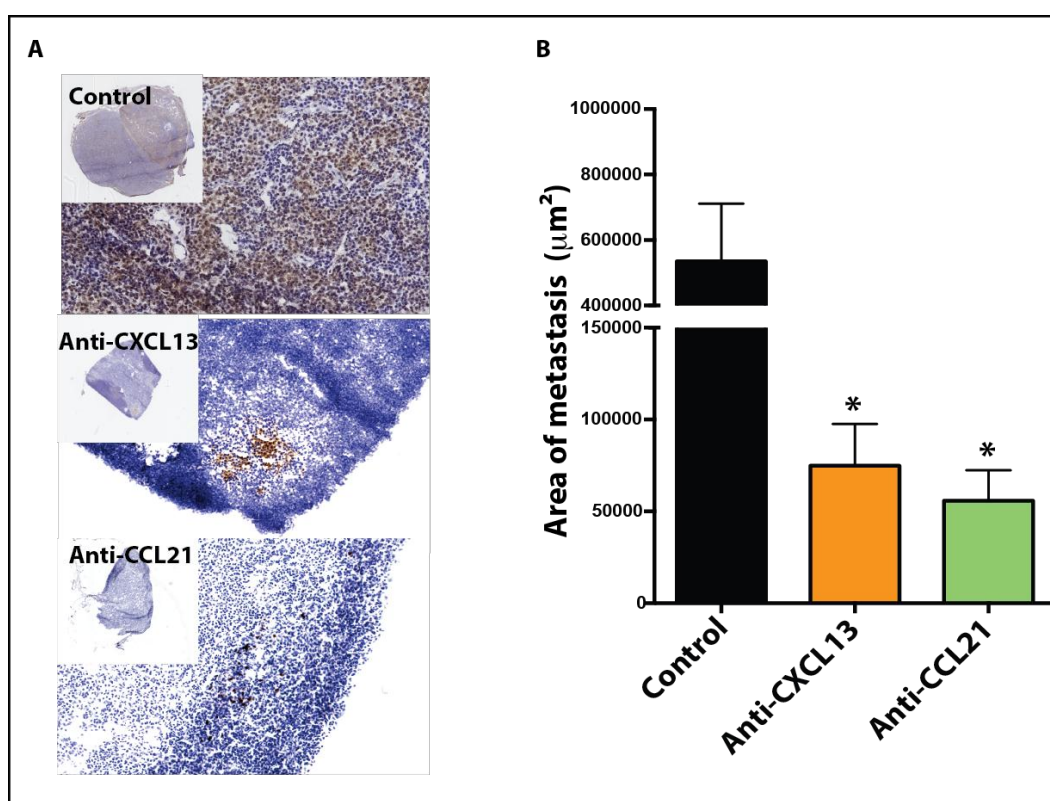 A
Control
Anti-CXCL13
Anti-CCL21
B
Area of metastasis (μm²)
1000000
800000
600000
400000
150000
100000
50000
0
*
*
Control
Anti-CXCL13
Anti-CCL21